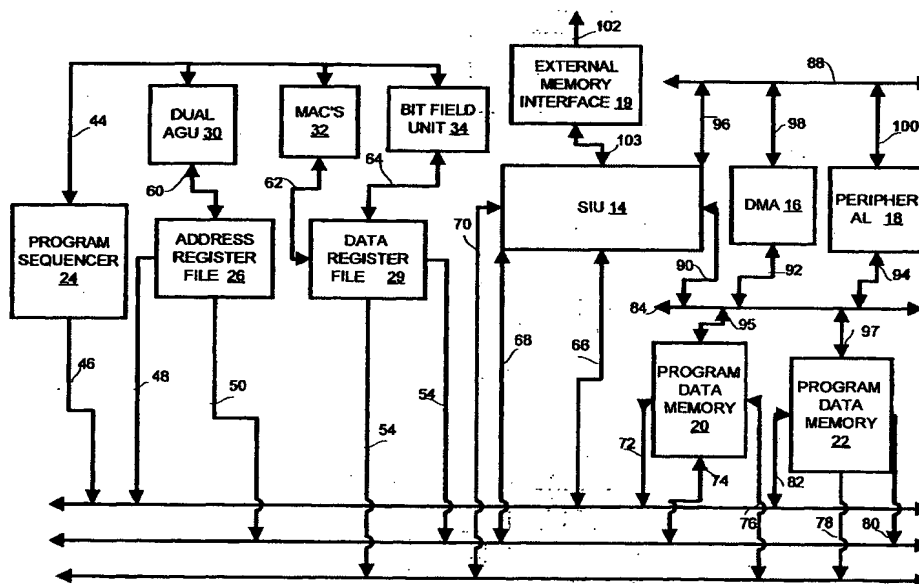 102
EXTERNAL
MEMORY
INTERFACE 19
88
44
DUAL
AGU 30
MAC'S
32
BIT FIELD
UNIT 34
96
98
100
103
60
62
64
PROGRAM
SEQUENCER
24
ADDRESS
REGISTER
FILE 26
DATA
REGISTER
FILE 29
70
SIU 14
DMA 16
PERIPHER
AL 18
90
92
94
84
95
97
46
48
50
54
54
68
66
PROGRAM
DATA
MEMORY
20
PROGRAM
DATA
MEMORY
22
72
74
82
76
78
80